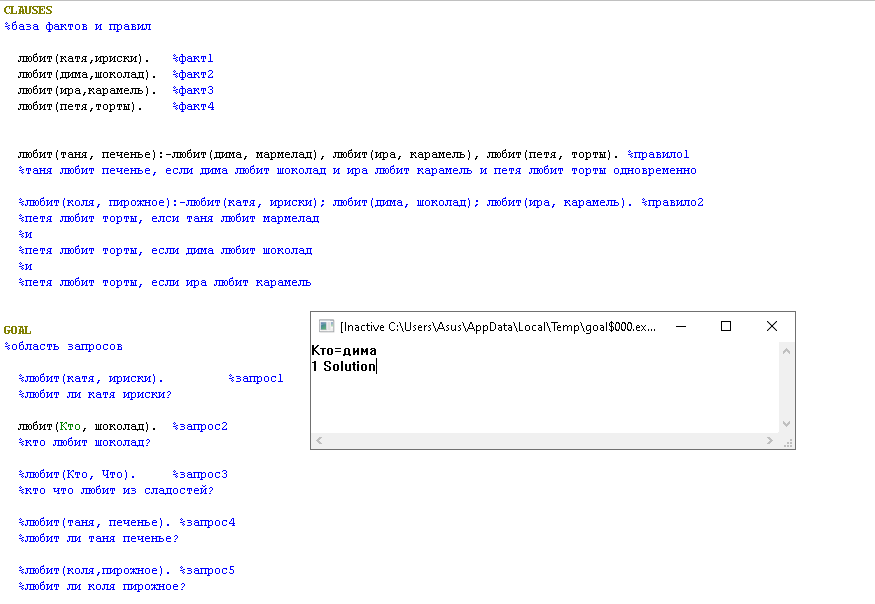 CLAUSES
%база фактов и правил
любит(катя,ириски). %факт1
любит(дима,шоколад). %факт2
любит(ира,карамель). %факт3
любит(петя,торты). %факт4
любит(таня, печенье):-любит(дима, мармелад), любит(ира, карамель), любит(петя, торты). %правило1
%таня любит печенье, если дима любит шоколад и ира любит карамель и петя любит торты одновременно
%любит(коля, пирожное):-любит(катя, ириски); любит(дима, шоколад); любит(ира, карамель). %правило2
%петя любит торты, елси таня любит мармелад
%и
%петя любит торты, если дима любит шоколад
%и
%петя любит торты, если ира любит карамель
GOAL
%область запросов
%любит(катя, ириски). %запрос1
%любит ли катя ириски?
любит(Кто, шоколад). %запрос2
%кто любит шоколад?
%любит(Кто, Что). %запрос3
%кто что любит из сладостей?
%любит(таня, печенье). %запрос4
%любит ли таня печенье?
%любит(коля,пирожное). %запрос5
%любит ли коля пирожное?
[Inactive C:\Users\Asus\AppData\Local\Temp\goal$000.ex...
Кто=дима
1 Solution